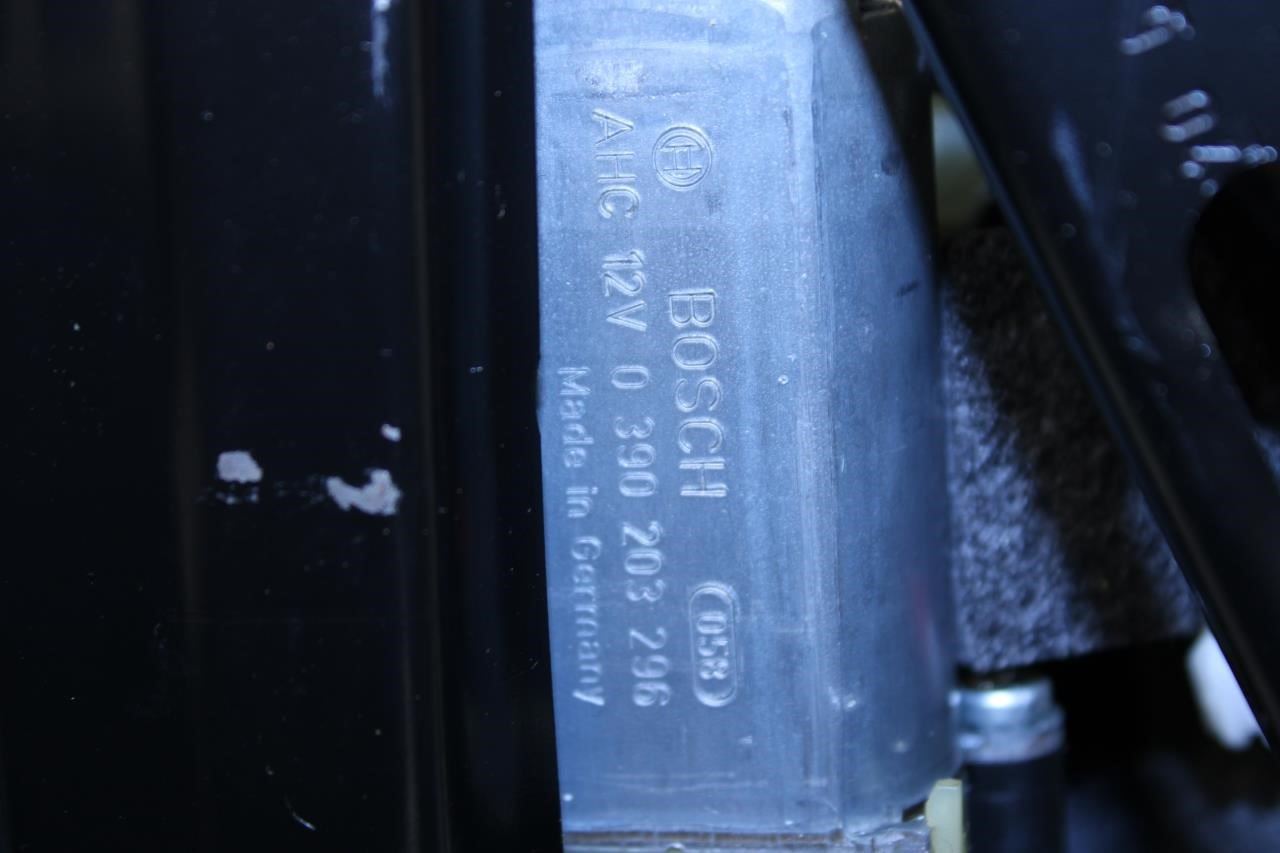 BOSCH 058
AHC 12V 0 390 203 296
Made in Germany